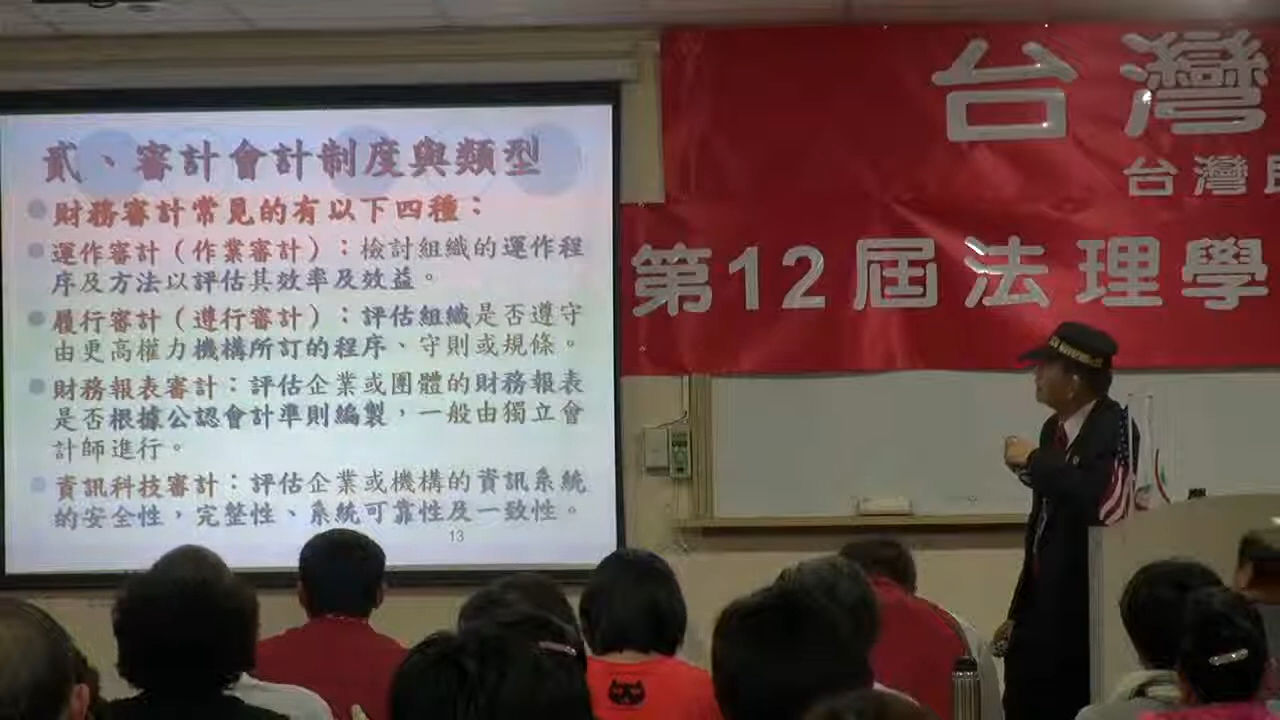 貳、審計會計制度與類型
財務審計常見的有以下四種：
運作審計（作業審計）：檢討組織的運作程
序及方法以評估其效率及效益。
履行審計（遵行審計）：評估組織是否遵守
由更高權力機構所訂的程序、守則或規條。
財務報表審計：評估企業或團體的財務報表
是否根據公認會計準則編製，一般由獨立會
計師進行。
資訊科技審計：評估企業或機構的資訊系統
的安全性，完整性、系統可靠性及一致性。
13
台灣
台灣民
第12屆法理學